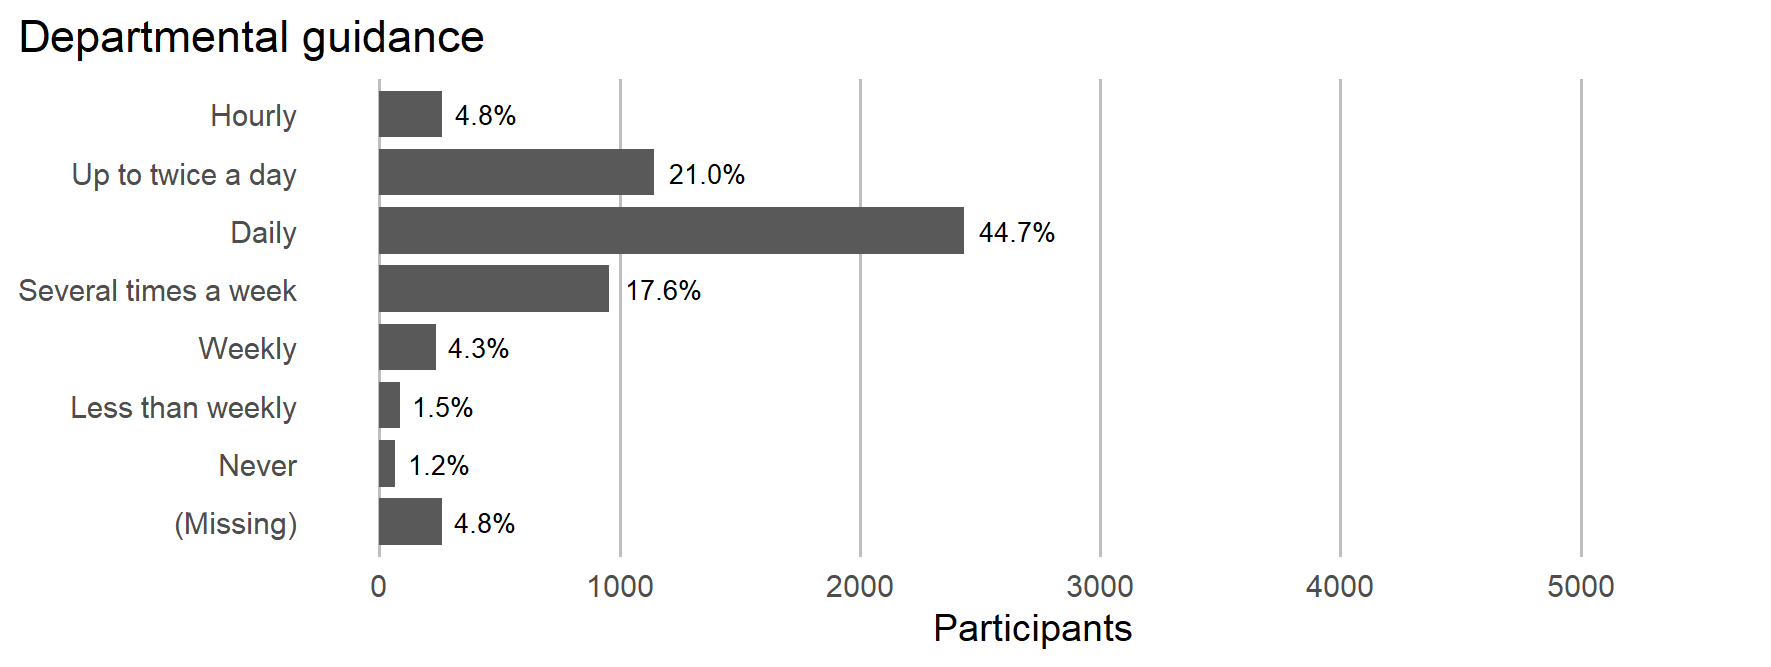 Departmental guidance
Hourly 4.8%
Up to twice a day 21.0%
Daily 44.7%
Several times a week 17.6%
Weekly 4.3%
Less than weekly 1.5%
Never 1.2%
(Missing) 4.8%
0 1000 2000 3000 4000 5000
Participants